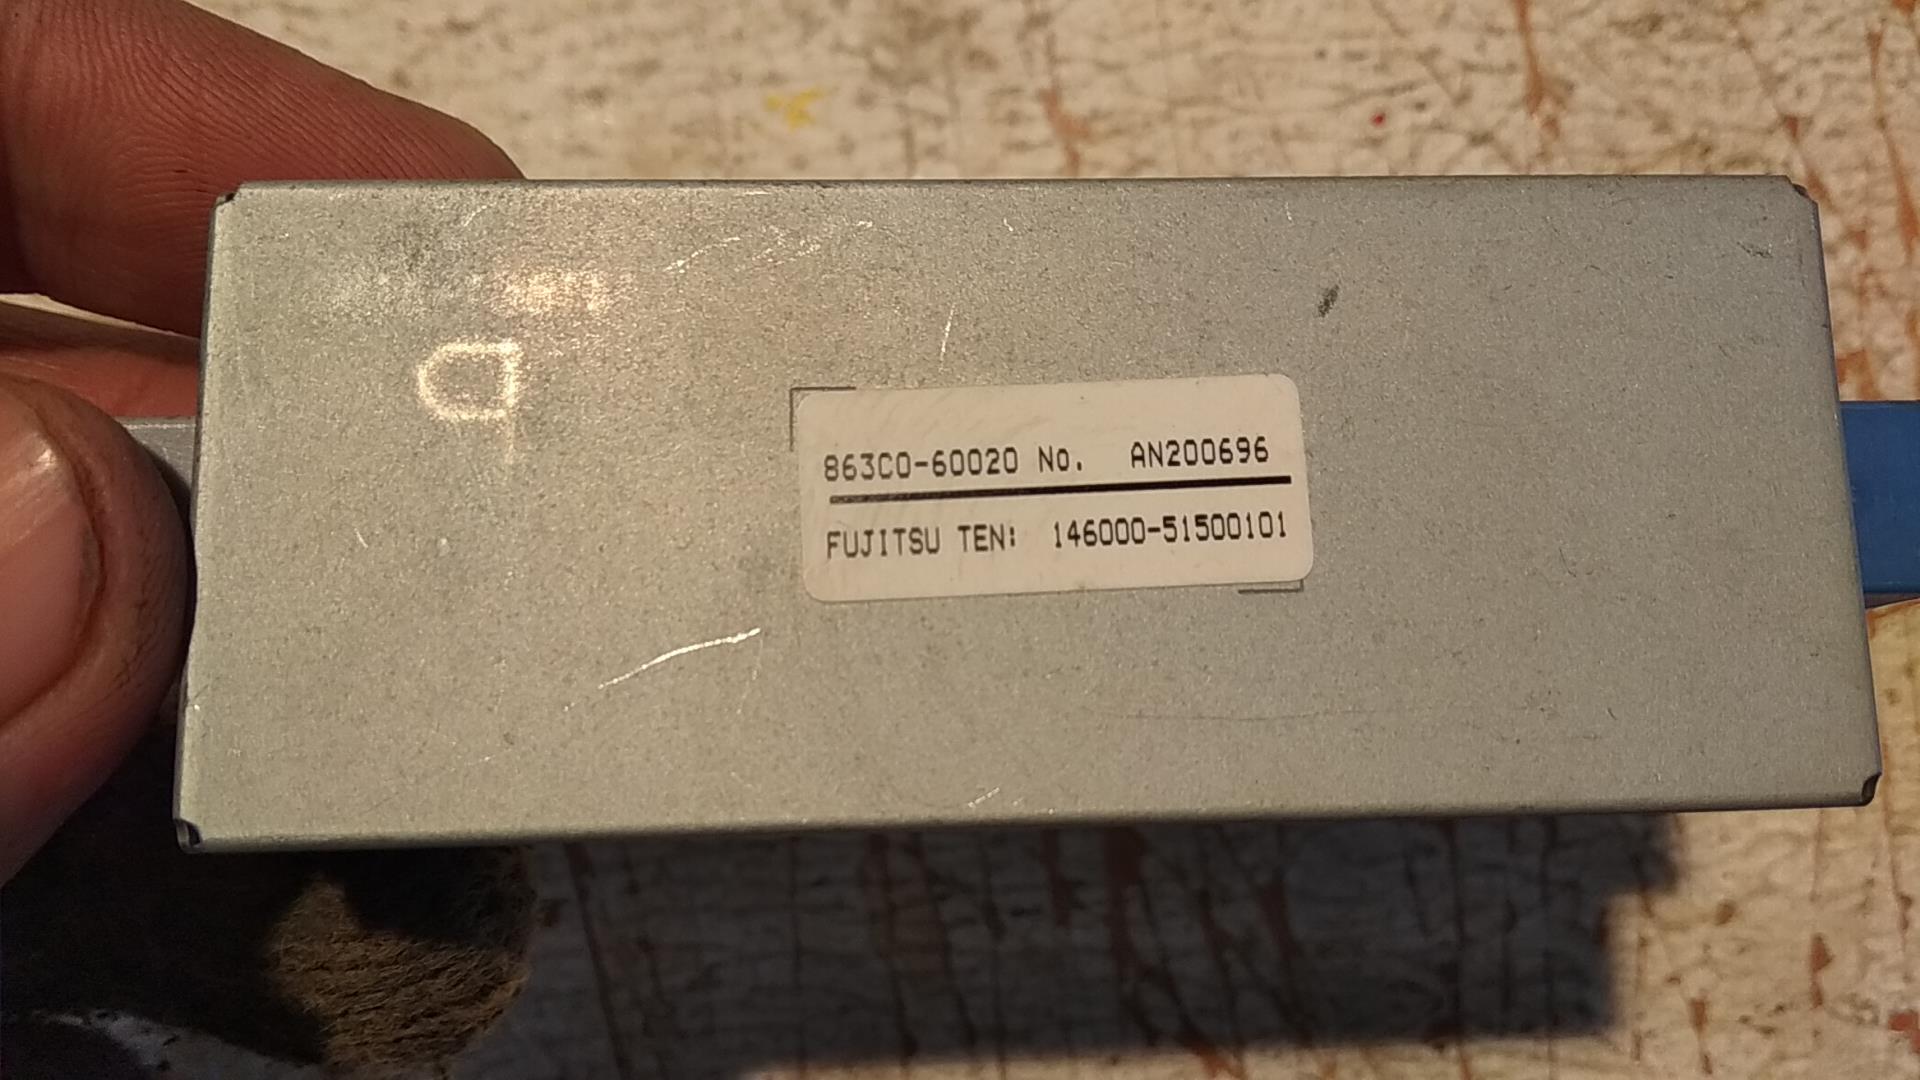 863C0-60020 No. AN200696
FUJITSU TEN: 146000-51500101